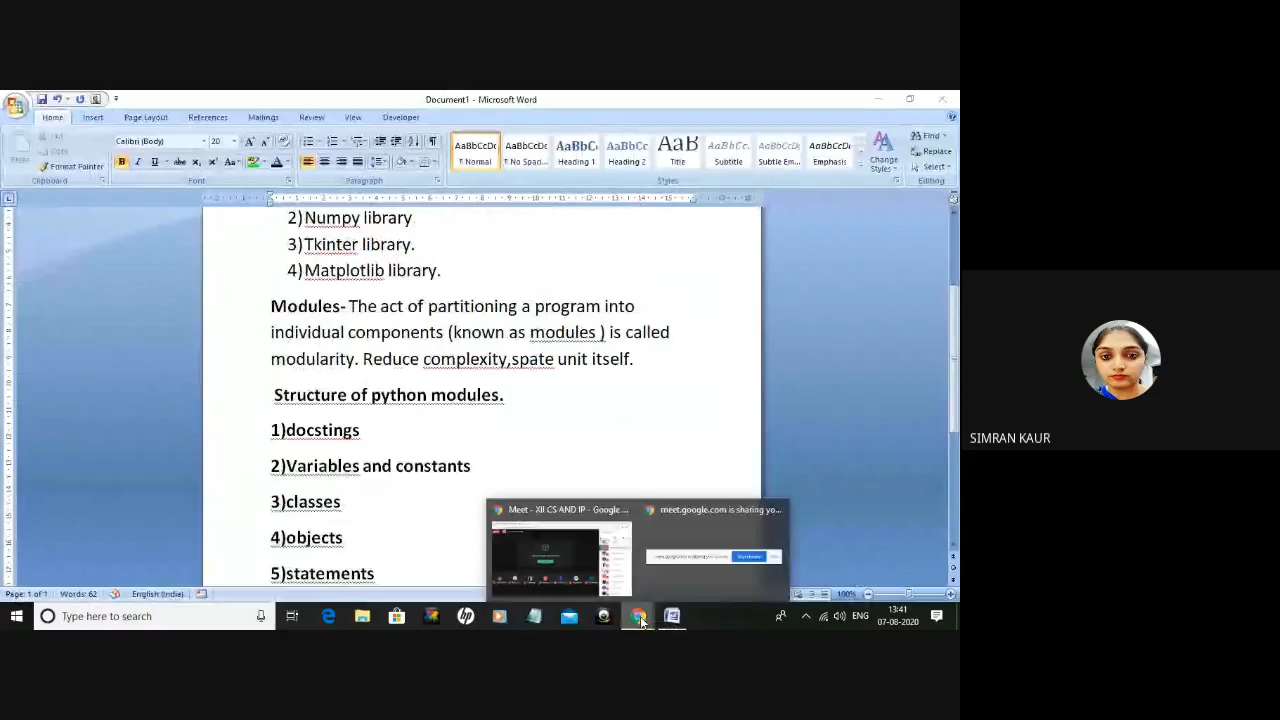 Document1 - Microsoft Word
Home Insert Page Layout References Mailings Review View Developer
Calibri (Body) 20
Format Painter
AaBbCcDc AaBbCcDc AaBbCc AaBbCc AaB AaBbCcDc AaBbCcDc AaBbCcDc
¶ Normal ¶ No Spaci... Heading 1 Heading 2 Title Subtitle Subtle Em... Emphasis
Change Styles
Find
Replace
Select
Clipboard Font Paragraph Styles Editing
2) Numpy library
3) Tkinter library.
4) Matplotlib library.
Modules- The act of partitioning a program into
individual components (known as modules ) is called
modularity. Reduce complexity,spate unit itself.
Structure of python modules.
1)docstings
2)Variables and constants
3)classes
4)objects
5)statements
Meet - XII CS AND IP - Google ...
meet.google.com is sharing yo...
Page: 1 of 1 Words: 62 English (India) 100%
Type here to search
ENG
13:41
07-08-2020
SIMRAN KAUR